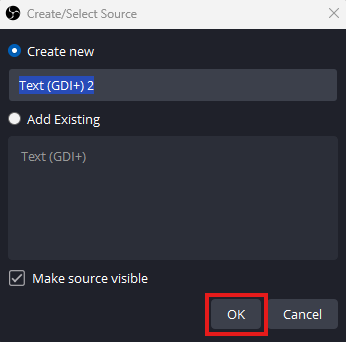 Create/Select Source
Create new
Text (GDI+) 2
Add Existing
Text (GDI+)
Make source visible
OK
Cancel